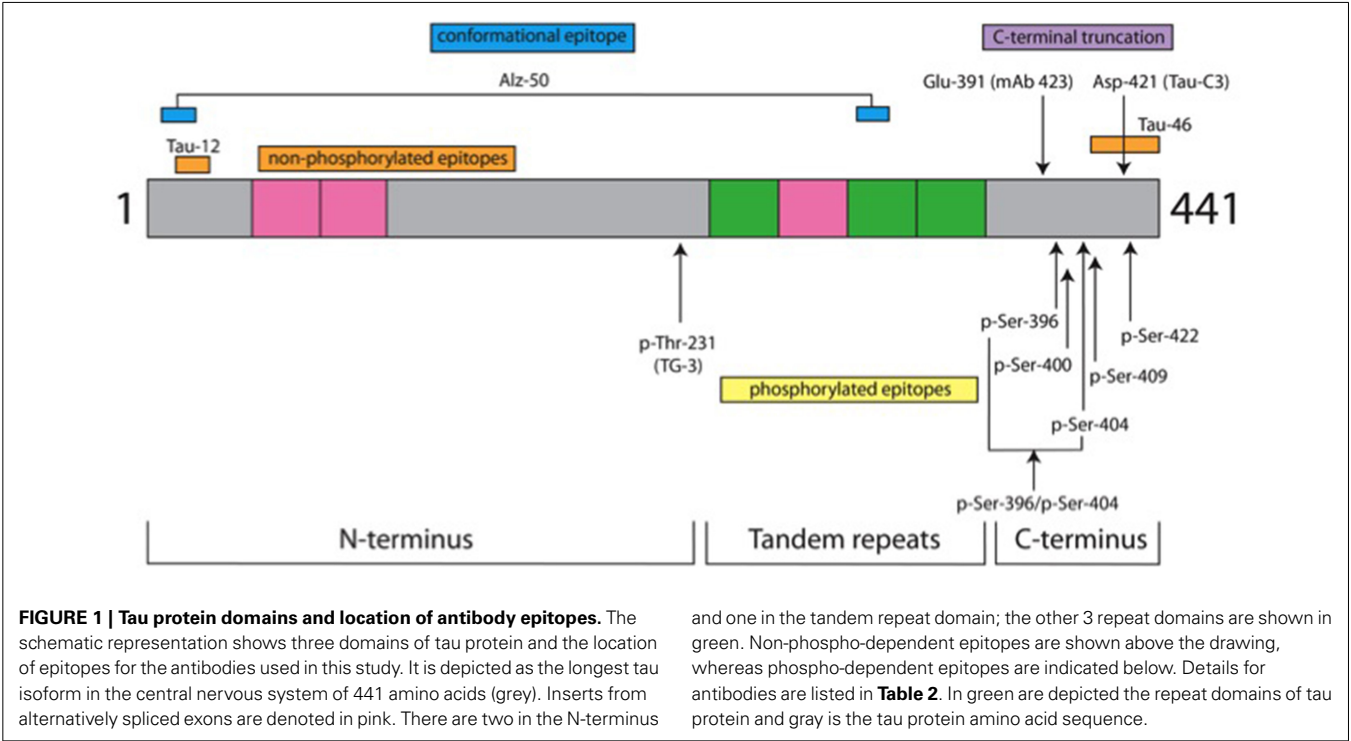 conformational epitope
C-terminal truncation
Alz-50
Glu-391 (mAb 423)
Asp-421 (Tau-C3)
Tau-46
Tau-12
non-phosphorylated epitopes
1
441
p-Thr-231
(TG-3)
p-Ser-396
p-Ser-422
p-Ser-400
p-Ser-409
phosphorylated epitopes
p-Ser-404
p-Ser-396/p-Ser-404
N-terminus
Tandem repeats
C-terminus
FIGURE 1 | Tau protein domains and location of antibody epitopes. The
schematic representation shows three domains of tau protein and the location
of epitopes for the antibodies used in this study. It is depicted as the longest tau
isoform in the central nervous system of 441 amino acids (grey). Inserts from
alternatively spliced exons are denoted in pink. There are two in the N-terminus
and one in the tandem repeat domain; the other 3 repeat domains are shown in
green. Non-phospho-dependent epitopes are shown above the drawing,
whereas phospho-dependent epitopes are indicated below. Details for
antibodies are listed in Table 2. In green are depicted the repeat domains of tau
protein and gray is the tau protein amino acid sequence.